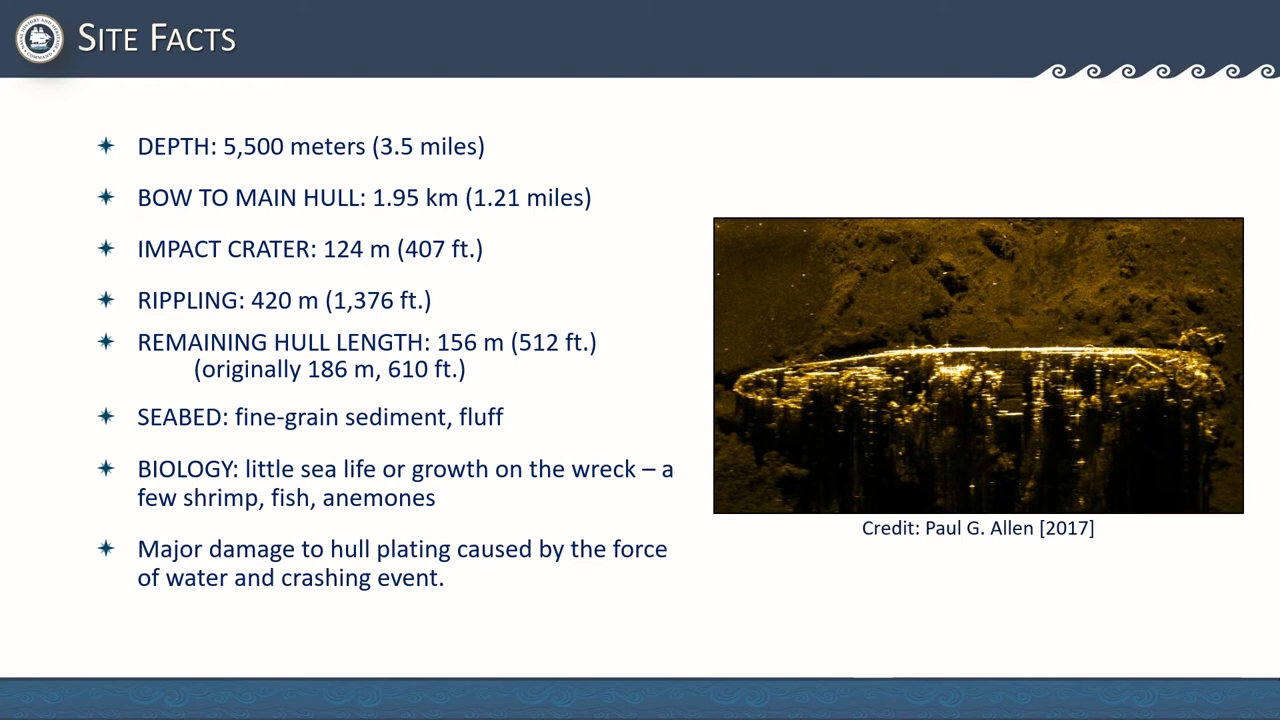 SITE FACTS
DEPTH: 5,500 meters (3.5 miles)
BOW TO MAIN HULL: 1.95 km (1.21 miles)
IMPACT CRATER: 124 m (407 ft.)
RIPPLING: 420 m (1,376 ft.)
REMAINING HULL LENGTH: 156 m (512 ft.)
(originally 186 m, 610 ft.)
SEABED: fine-grain sediment, fluff
BIOLOGY: little sea life or growth on the wreck – a
few shrimp, fish, anemones
Major damage to hull plating caused by the force
of water and crashing event.
Credit: Paul G. Allen [2017]